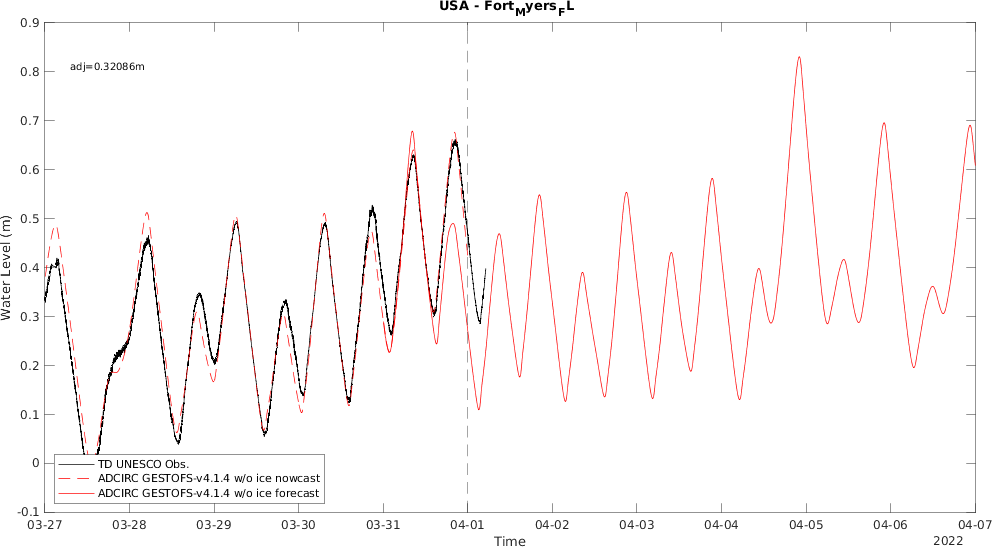 USA - Fort_Myers_FL
0.9
0.8
0.7
0.6
0.5
0.4
0.3
0.2
0.1
0
-0.1
Water Level (m)
adj=0.32086m
TD UNESCO Obs.
ADCIRC GESTOFS-v4.1.4 w/o ice nowcast
ADCIRC GESTOFS-v4.1.4 w/o ice forecast
03-27 03-28 03-29 03-30 03-31 04-01 04-02 04-03 04-04 04-05 04-06 04-07
Time
2022